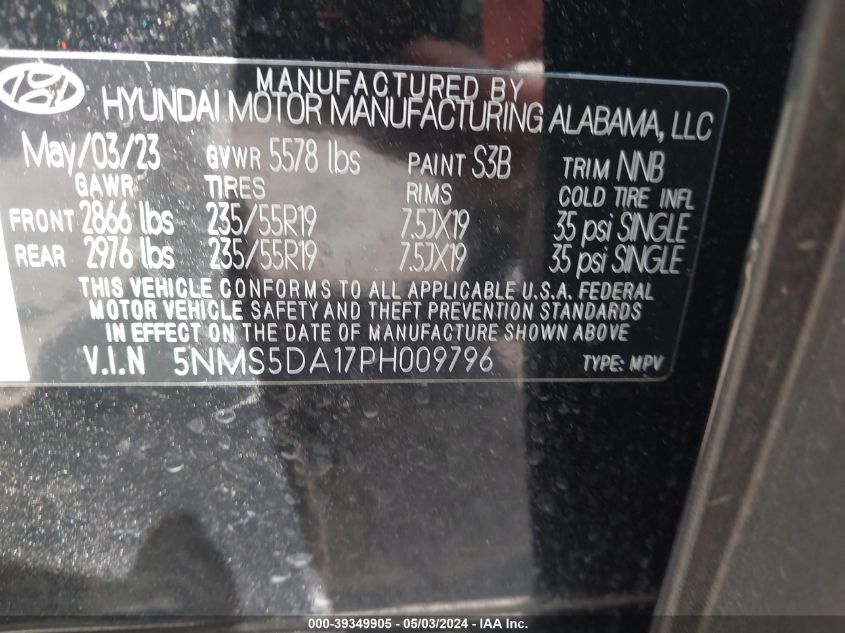 MANUFACTURED BY
HYUNDAI MOTOR MANUFACTURING ALABAMA, LLC
May/03/23 GVWR 5578 lbs PAINT S3B TRIM NNB
GAWR TIRES RIMS COLD TIRE INFL
FRONT 2866 lbs 235/55R19 7.5JX19 35 psi SINGLE
REAR 2976 lbs 235/55R19 7.5JX19 35 psi SINGLE
THIS VEHICLE CONFORMS TO ALL APPLICABLE U.S.A. FEDERAL
MOTOR VEHICLE SAFETY AND THEFT PREVENTION STANDARDS
IN EFFECT ON THE DATE OF MANUFACTURE SHOWN ABOVE
V.I.N 5NMS5DA17PH009796 TYPE: MPV
000-39349905 - 05/03/2024 - IAA Inc.